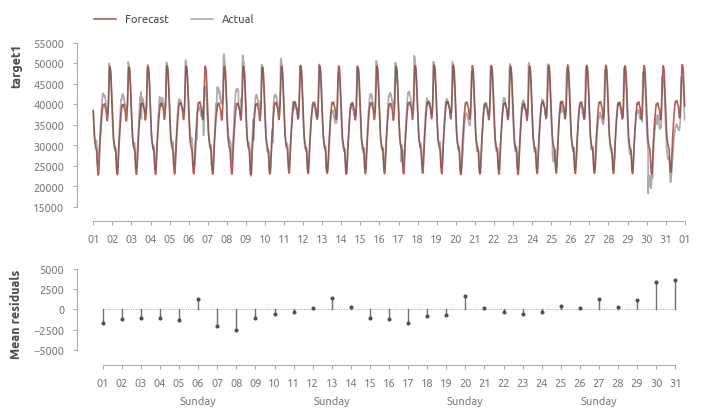 Forecast Actual
target1
55000
50000
45000
40000
35000
30000
25000
20000
15000
01 02 03 04 05 06 07 08 09 10 11 12 13 14 15 16 17 18 19 20 21 22 23 24 25 26 27 28 29 30 31 01
Mean residuals
5000
2500
0
−2500
−5000
01 02 03 04 05 06 07 08 09 10 11 12 13 14 15 16 17 18 19 20 21 22 23 24 25 26 27 28 29 30 31
Sunday Sunday Sunday Sunday